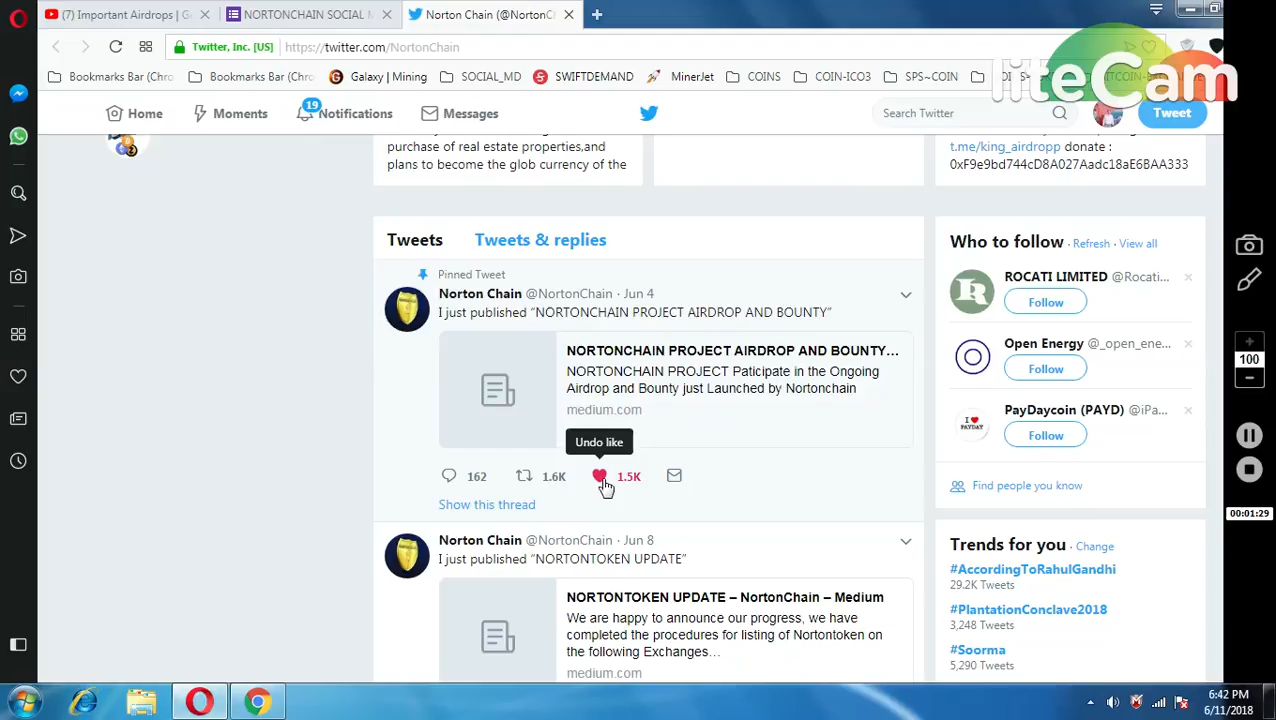 (7) Important Airdrops | G
NORTONCHAIN SOCIAL M
Norton Chain (@NortonC
Twitter, Inc. [US]
https://twitter.com/NortonChain
Bookmarks Bar (Chro
Bookmarks Bar (Chro
Galaxy | Mining
SOCIAL_MD
SWIFTDEMAND
MinerJet
COINS
COIN-ICO3
SPS~COIN
liteCam
Home
Moments
19
Notifications
Messages
Search Twitter
Tweet
purchase of real estate properties,and
plans to become the glob currency of the
t.me/king_airdropp donate :
0xF9e9bd744cD8A027Aadc18aE6BAA333
Tweets
Tweets & replies
Pinned Tweet
Norton Chain @NortonChain · Jun 4
I just published “NORTONCHAIN PROJECT AIRDROP AND BOUNTY”
NORTONCHAIN PROJECT AIRDROP AND BOUNTY…
NORTONCHAIN PROJECT Paticipate in the Ongoing
Airdrop and Bounty just Launched by Nortonchain
medium.com
Undo like
162
1.6K
1.5K
Show this thread
Norton Chain @NortonChain · Jun 8
I just published “NORTONTOKEN UPDATE”
NORTONTOKEN UPDATE – NortonChain – Medium
We are happy to announce our progress, we have
completed the procedures for listing of Nortontoken on
the following Exchanges…
medium.com
Who to follow · Refresh · View all
ROCATI LIMITED @Rocati...
Follow
Open Energy @_open_ene...
Follow
PayDaycoin (PAYD) @iPa...
I ♥
PAYDAY
Follow
Find people you know
Trends for you · Change
#AccordingToRahulGandhi
29.2K Tweets
#PlantationConclave2018
3,248 Tweets
#Soorma
5,290 Tweets
100
00:01:29
6:42 PM
6/11/2018